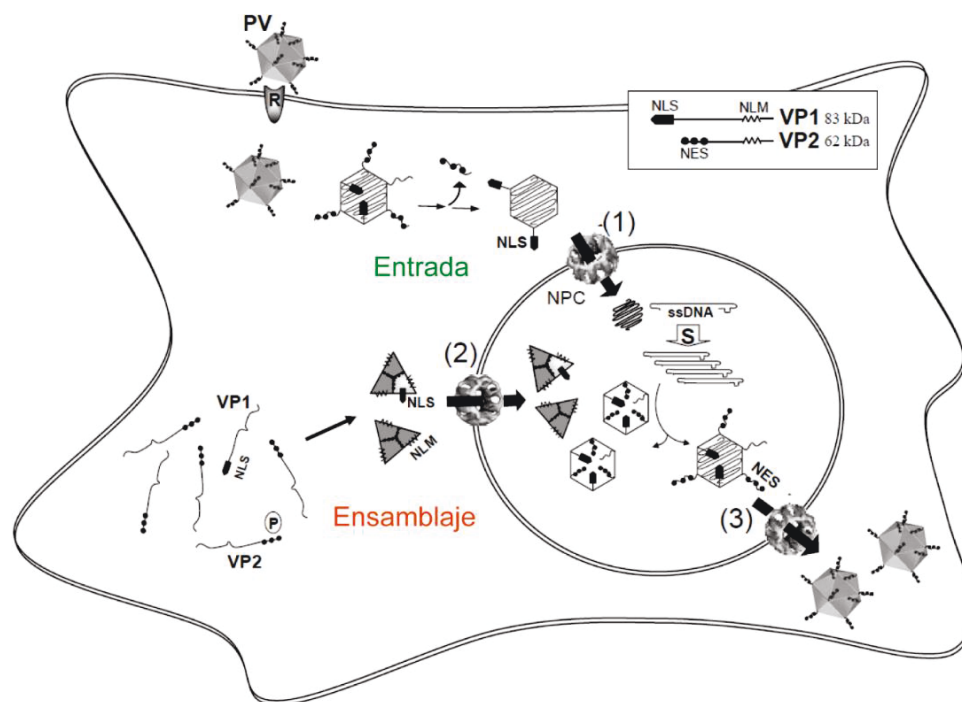 PV
R
NLS NLM VP1 83 kDa
NES VP2 62 kDa
NLS
(1)
Entrada
NPC
ssDNA
S
(2)
NLS
NLM
VP1
NLS
P
VP2
Ensamblaje
NES
(3)